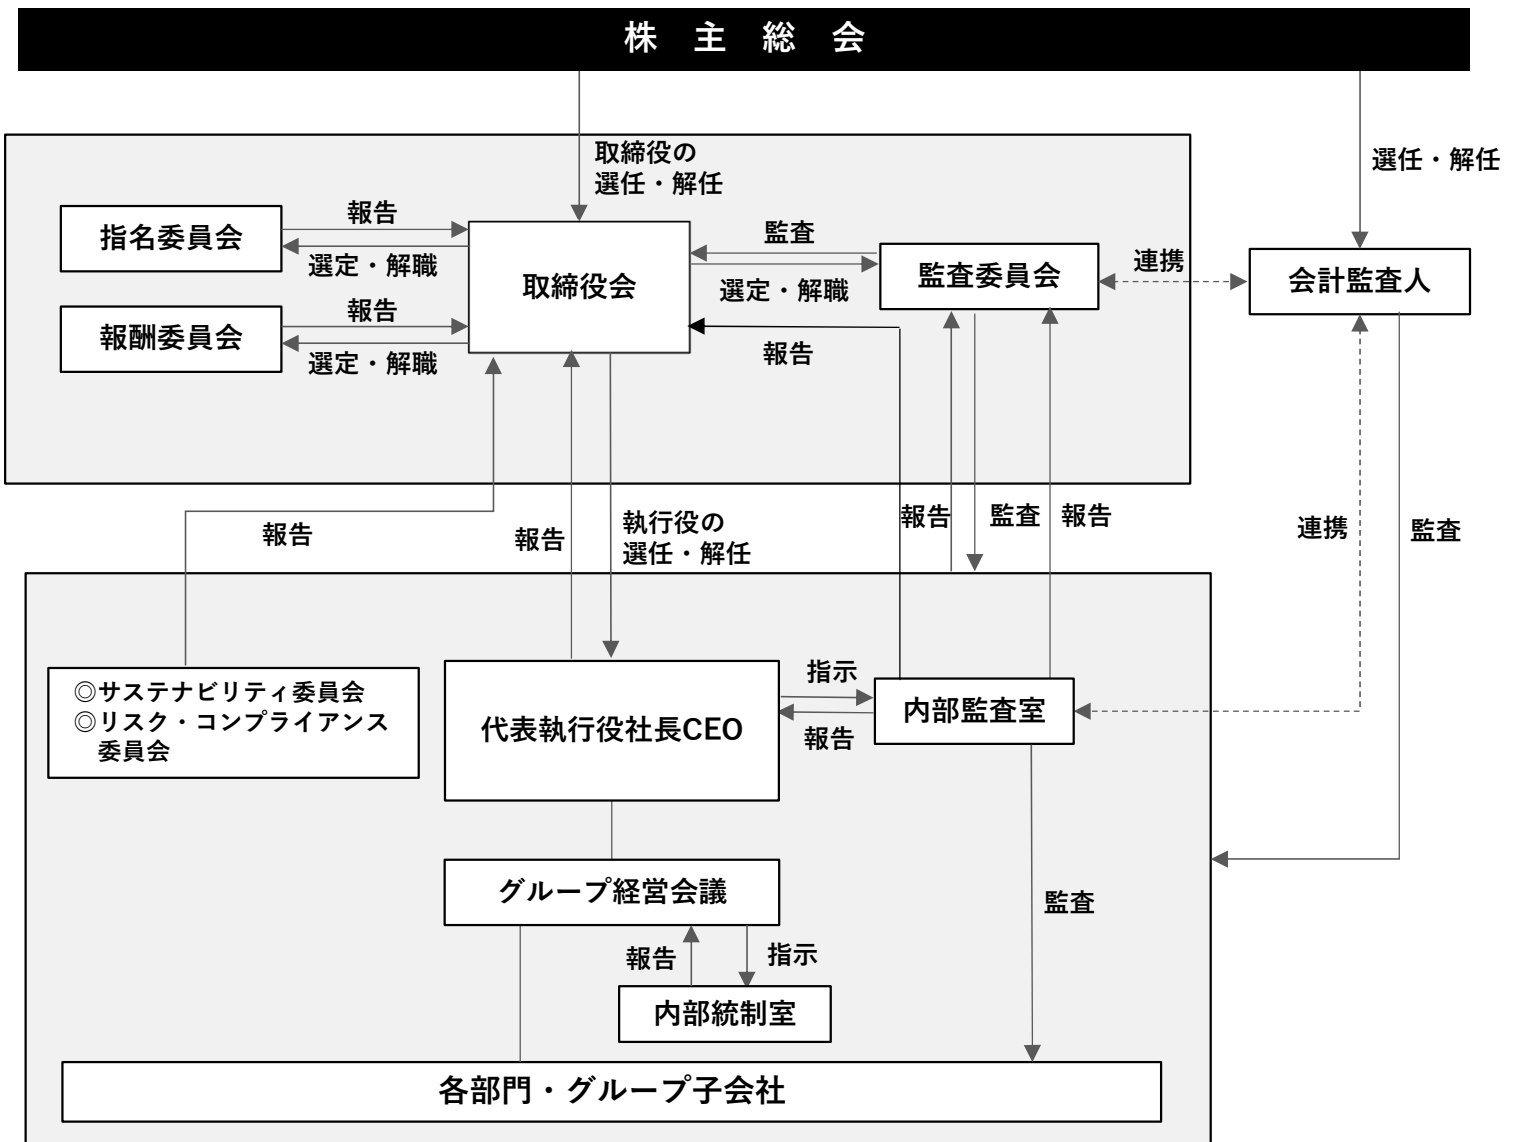 株 主 総 会
取締役の
選任・解任
選任・解任
指名委員会
報告
選定・解職
報酬委員会
報告
選定・解職
取締役会
監査
選定・解職
報告
監査委員会
連携
会計監査人
報告
報告
執行役の
選任・解任
報告
監査
報告
連携
監査
◎サステナビリティ委員会
◎リスク・コンプライアンス
委員会
代表執行役社長CEO
指示
報告
内部監査室
グループ経営会議
監査
報告
指示
内部統制室
各部門・グループ子会社